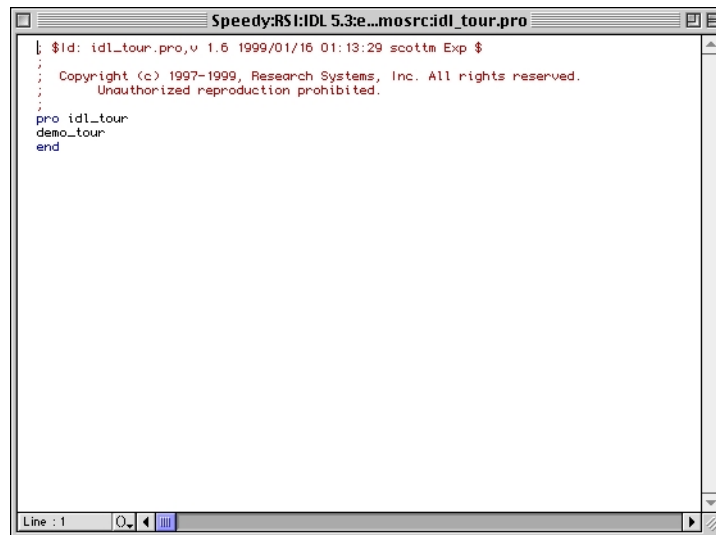 Speedy:RSI:IDL 5.3:e...mosrc:idl_tour.pro
; $Id: idl_tour.pro,v 1.6 1999/01/16 01:13:29 scottm Exp $
;
;  Copyright (c) 1997-1999, Research Systems, Inc. All rights reserved.
;       Unauthorized reproduction prohibited.
;
pro idl_tour
demo_tour
end
Line : 1 ()